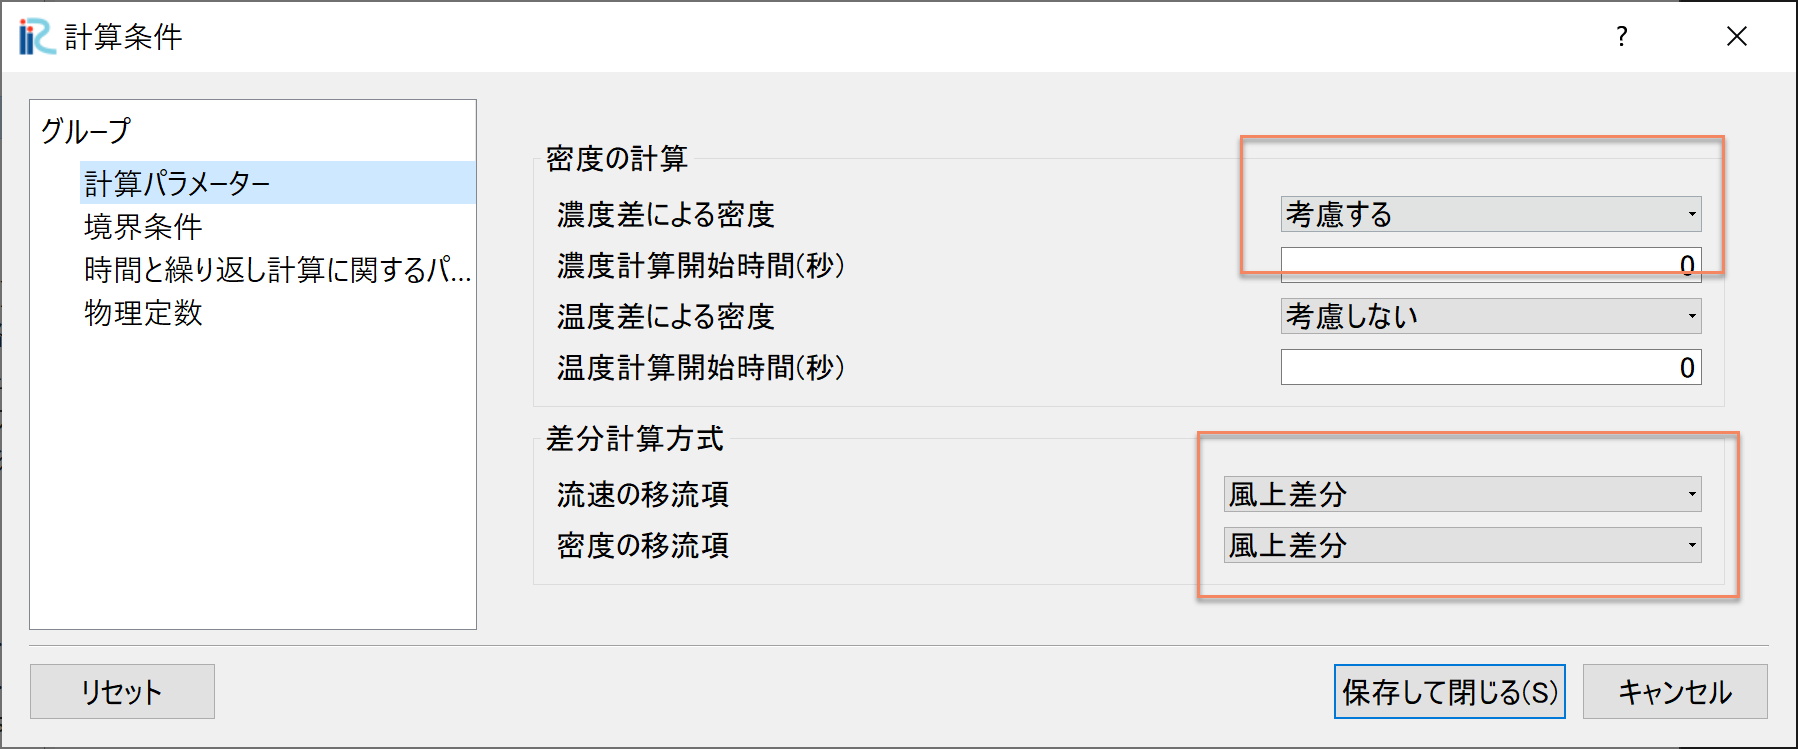 計算条件
?
グループ
計算パラメーター
境界条件
時間と繰り返し計算に関するパ...
物理定数
密度の計算
濃度差による密度 考慮する
濃度計算開始時間(秒) 0
温度差による密度 考慮しない
温度計算開始時間(秒) 0
差分計算方式
流速の移流項 風上差分
密度の移流項 風上差分
リセット
保存して閉じる(S)
キャンセル